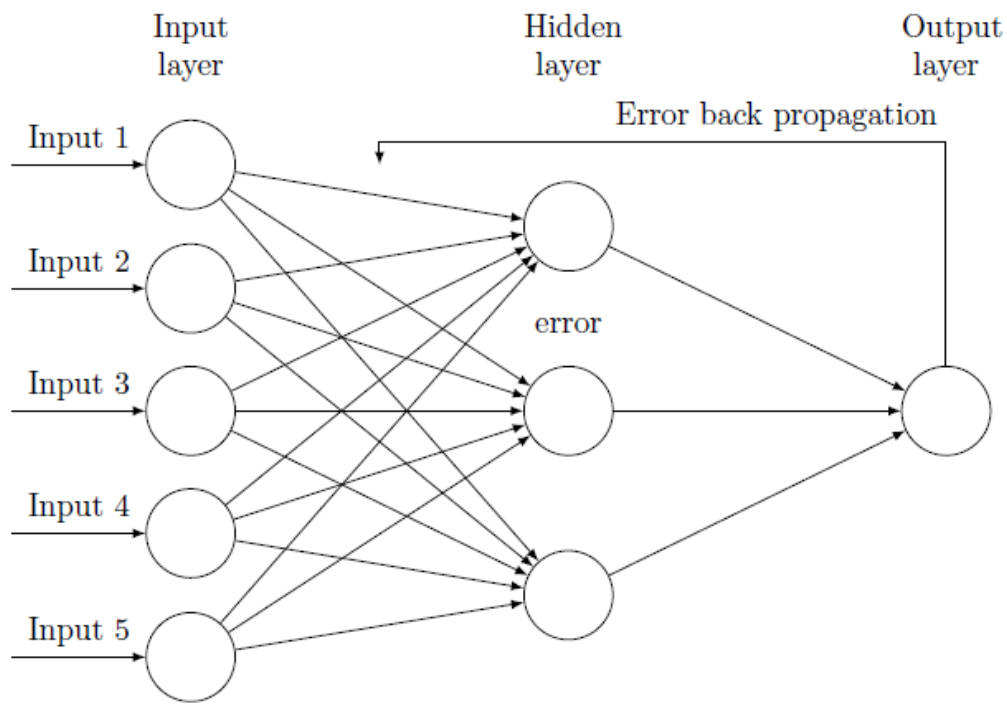 Input
layer
Hidden
layer
Output
layer
Error back propagation
Input 1
Input 2
error
Input 3
Input 4
Input 5